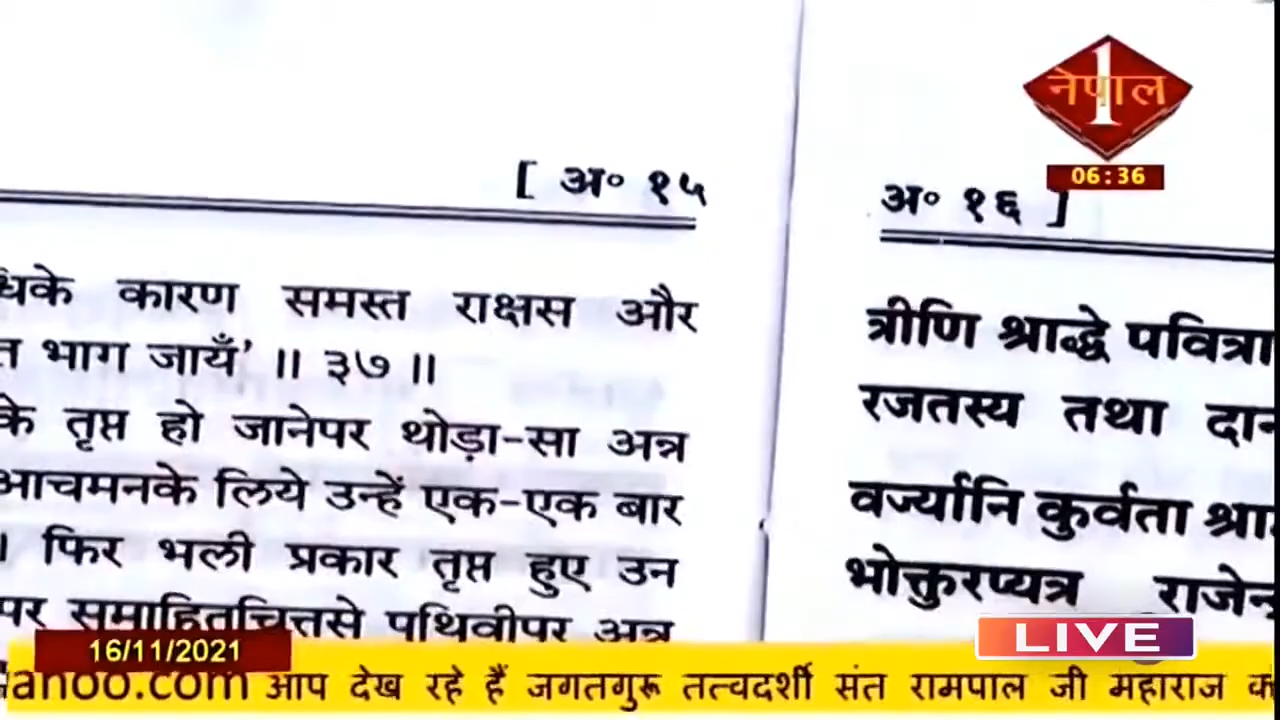 नेपाल 1
06:36
[ अ० १५
कारण समस्त राक्षस और
भाग जायँ' ॥ ३७ ॥
के तृप्त हो जानेपर थोड़ा-सा अन्न
आचमनके लिये उन्हें एक-एक बार
। फिर भली प्रकार तृप्त हुए उन
पर समाहितचित्तसे पृथिवीपर अन्न
अ० १६ ]
त्रीणि श्राद्धे पवित्रा
रजतस्य तथा
वर्ज्यानि कुर्वता
भोक्तुरप्यत्र
LIVE
16/11/2021
आप देख रहे हैं जगतगुरू तत्वदर्शी संत रामपाल जी महाराज